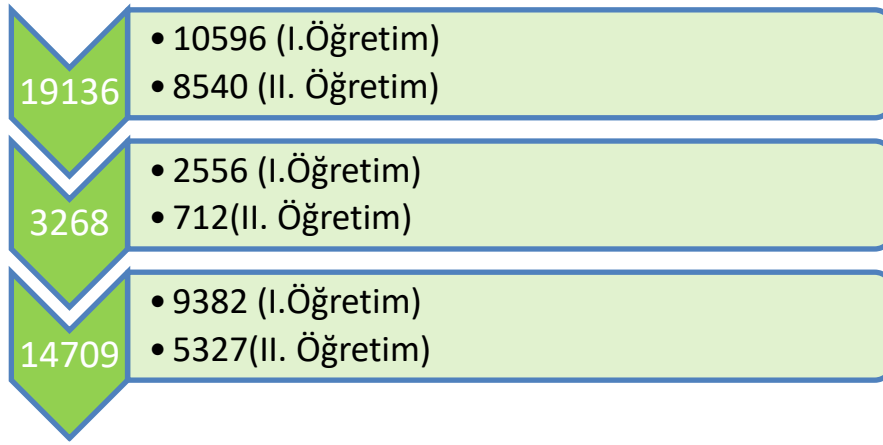 19136
• 10596 (I.Öğretim)
• 8540 (II. Öğretim)
3268
• 2556 (I.Öğretim)
• 712(II. Öğretim)
14709
• 9382 (I.Öğretim)
• 5327(II. Öğretim)